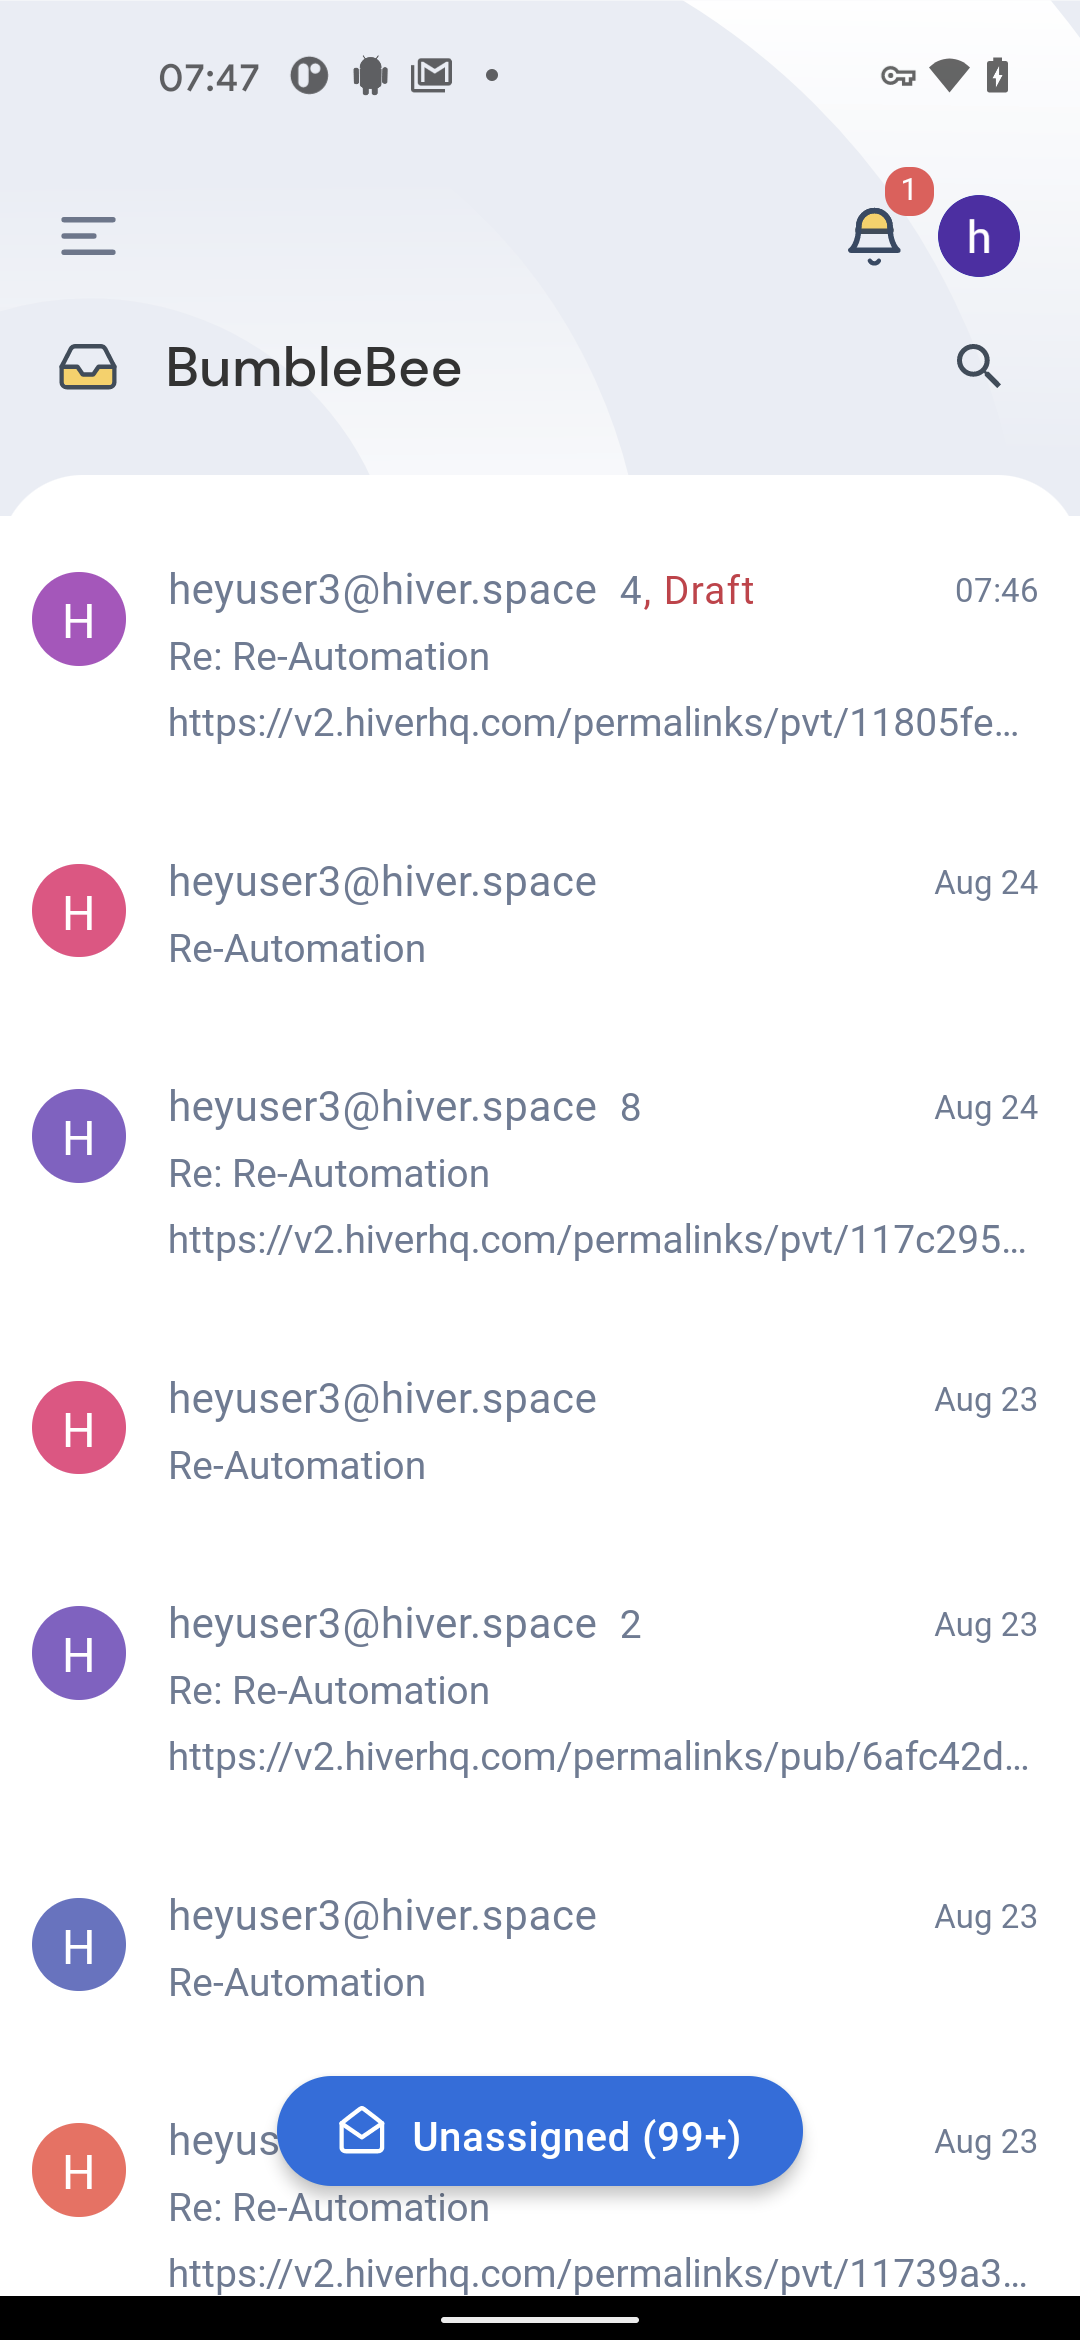 07:47
1
h
BumbleBee
H heyuser3@hiver.space 4, Draft 07:46
Re: Re-Automation
https://v2.hiverhq.com/permalinks/pvt/11805fe...
H heyuser3@hiver.space Aug 24
Re-Automation
H heyuser3@hiver.space 8 Aug 24
Re: Re-Automation
https://v2.hiverhq.com/permalinks/pvt/117c295...
H heyuser3@hiver.space Aug 23
Re-Automation
H heyuser3@hiver.space 2 Aug 23
Re: Re-Automation
https://v2.hiverhq.com/permalinks/pub/6afc42d...
H heyuser3@hiver.space Aug 23
Re-Automation
H heyus Aug 23
Unassigned (99+)
Re: Re-Automation
https://v2.hiverhq.com/permalinks/pvt/11739a3...